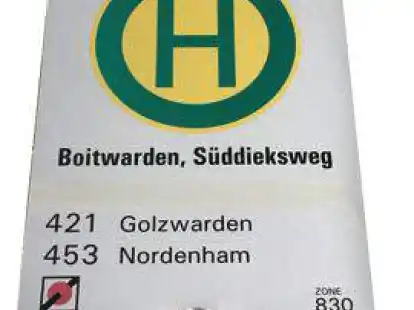 H
Boitwarden, Süddieksweg
421 Golzwarden
453 Nordenham
ZONE
830